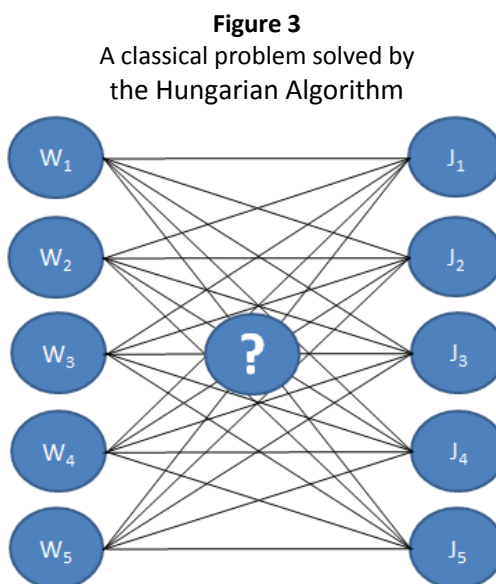 Figure 3
A classical problem solved by
the Hungarian Algorithm
W1 J1
W2 J2
W3 ? J3
W4 J4
W5 J5